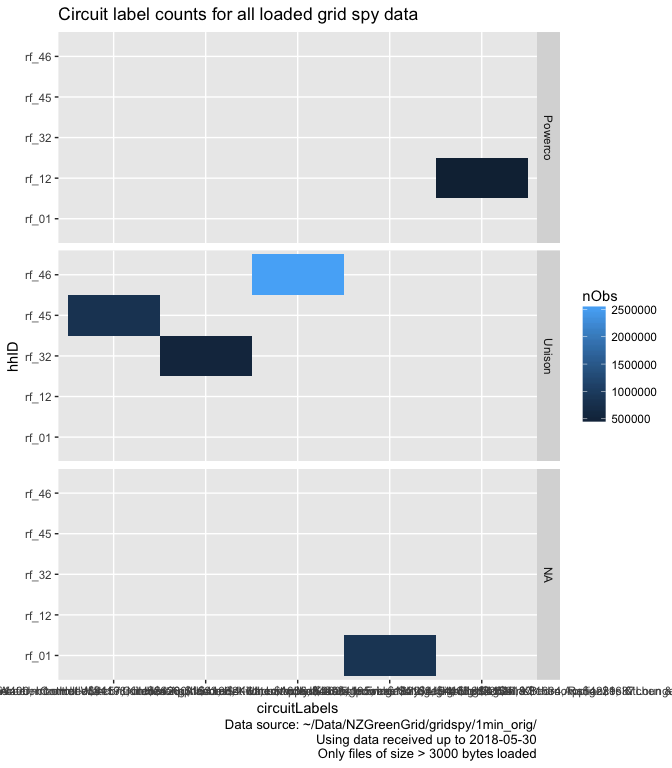 Circuit label counts for all loaded grid spy data
rf_46
rf_45
rf_32
rf_12
rf_01
Powerco
rf_46
rf_45
rf_32
rf_12
rf_01
Unison
rf_46
rf_45
rf_32
rf_12
rf_01
NA
hhID
nObs
2500000
2000000
1500000
1000000
500000
circuitLabels
Data source: ~/Data/NZGreenGrid/gridspy/1min_orig/
Using data received up to 2018-05-30
Only files of size > 3000 bytes loaded